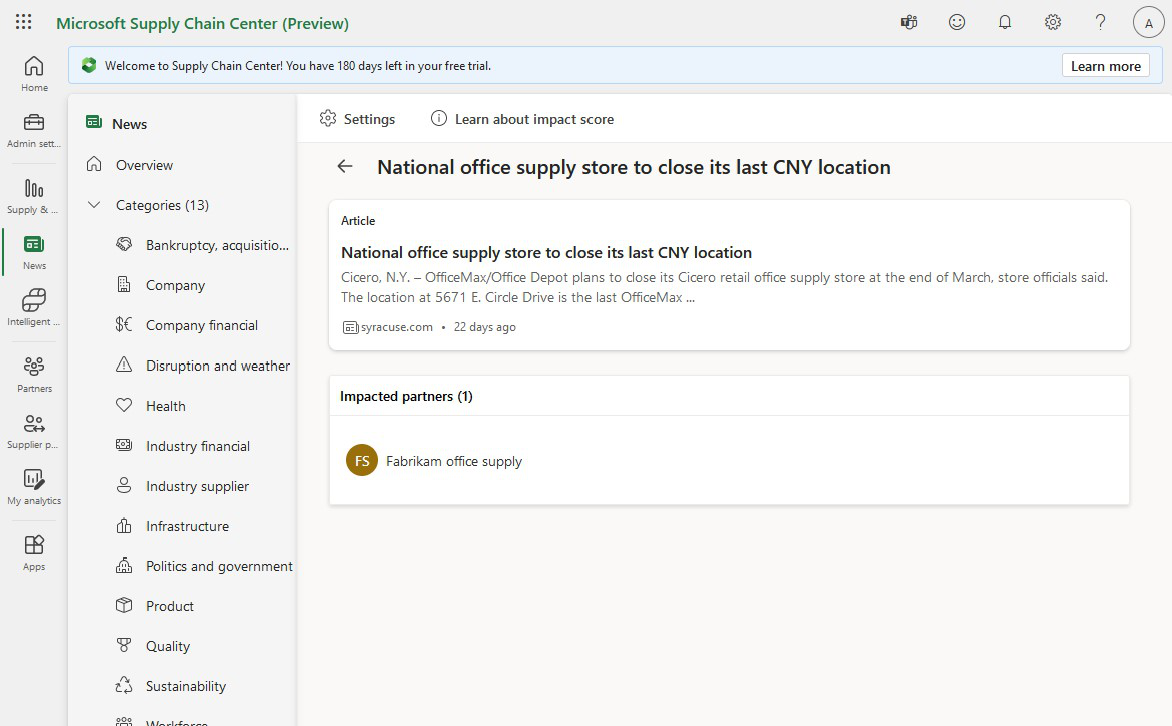 Microsoft Supply Chain Center (Preview)
A
Welcome to Supply Chain Center! You have 180 days left in your free trial.
Learn more
Home
Admin sett...
Supply & ...
News
Intelligent ...
Partners
Supplier p...
My analytics
Apps
News
Overview
Categories (13)
Bankruptcy, acquisitio...
Company
Company financial
Disruption and weather
Health
Industry financial
Industry supplier
Infrastructure
Politics and government
Product
Quality
Sustainability
Workforce
Settings
Learn about impact score
National office supply store to close its last CNY location
Article
National office supply store to close its last CNY location
Cicero, N.Y. – OfficeMax/Office Depot plans to close its Cicero retail office supply store at the end of March, store officials said.
The location at 5671 E. Circle Drive is the last OfficeMax ...
syracuse.com • 22 days ago
Impacted partners (1)
FS
Fabrikam office supply